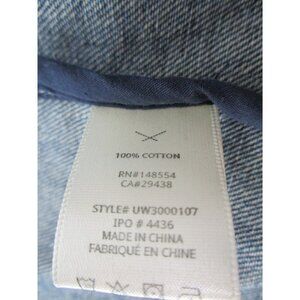 100% COTTON
RN#148554
CA#29438
STYLE# UW3000107
IPO # 4436
MADE IN CHINA
FABRIQUÉ EN CHINE